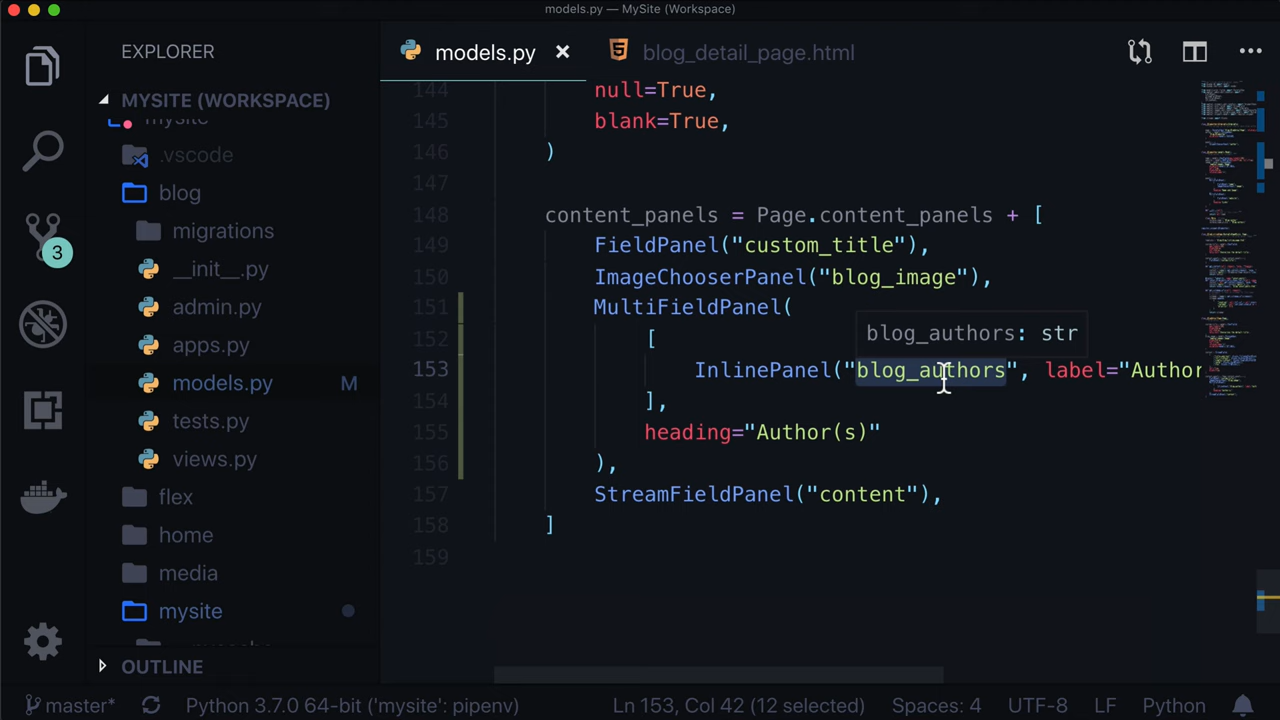 models.py — MySite (Workspace)
EXPLORER
MYSITE (WORKSPACE)
mysite
.vscode
blog
migrations
__init__.py
admin.py
apps.py
models.py M
tests.py
views.py
flex
home
media
mysite
OUTLINE
3
models.py
blog_detail_page.html
144 null=True,
145 blank=True,
146 )
147
148 content_panels = Page.content_panels + [
149 FieldPanel("custom_title"),
150 ImageChooserPanel("blog_image"),
151 MultiFieldPanel(
blog_authors: str
152 [
153 InlinePanel("blog_authors", label="Author
154 ],
155 heading="Author(s)"
156 ),
157 StreamFieldPanel("content"),
158 ]
159
master* Python 3.7.0 64-bit ('mysite': pipenv) Ln 153, Col 42 (12 selected) Spaces: 4 UTF-8 LF Python